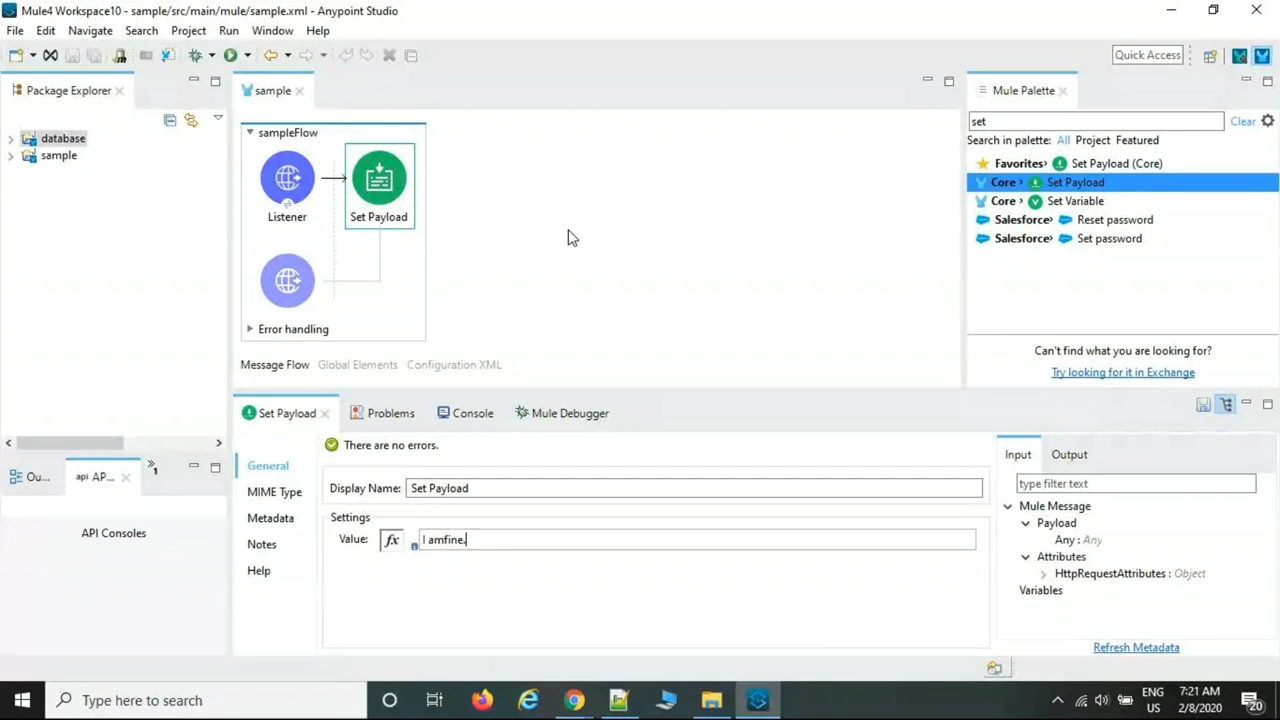 Mule4 Workspace10 - sample/src/main/mule/sample.xml - Anypoint Studio
File Edit Navigate Search Project Run Window Help
Quick Access
Package Explorer
database
sample
sample
sampleFlow
Listener
Set Payload
Error handling
Message Flow Global Elements Configuration XML
Mule Palette
set
Clear
Search in palette: All Project Featured
Favorites› Set Payload (Core)
Core › Set Payload
Core › Set Variable
Salesforce› Reset password
Salesforce› Set password
Can't find what you are looking for?
Try looking for it in Exchange
Ou...
api AP...
»1
API Consoles
Set Payload Problems Console Mule Debugger
There are no errors.
General
MIME Type
Metadata
Notes
Help
Display Name: Set Payload
Settings
Value: fx I amfine.
Input Output
type filter text
Mule Message
Payload
Any : Any
Attributes
HttpRequestAttributes : Object
Variables
Refresh Metadata
Type here to search
ENG
US
7:21 AM
2/8/2020
20